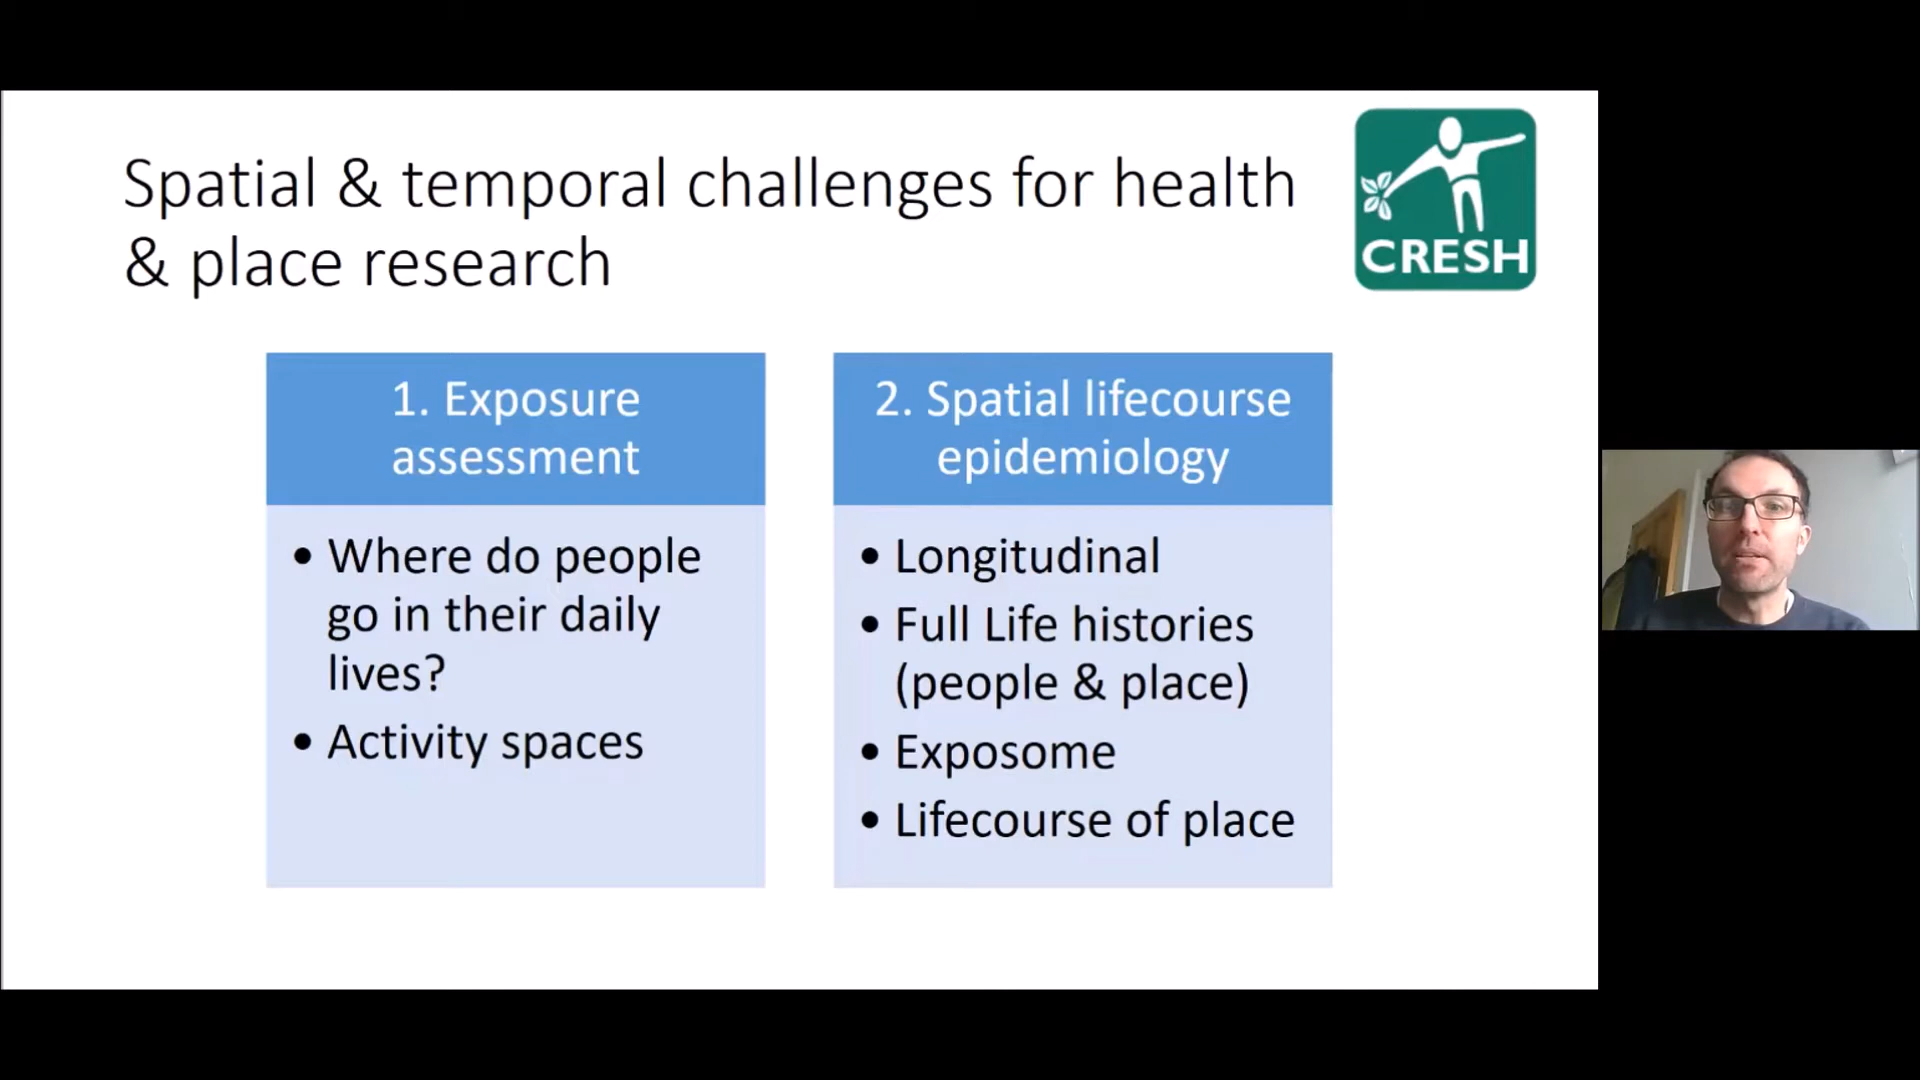 Spatial & temporal challenges for health
& place research
CRESH
1. Exposure
assessment
• Where do people
go in their daily
lives?
• Activity spaces
2. Spatial lifecourse
epidemiology
• Longitudinal
• Full Life histories
(people & place)
• Exposome
• Lifecourse of place